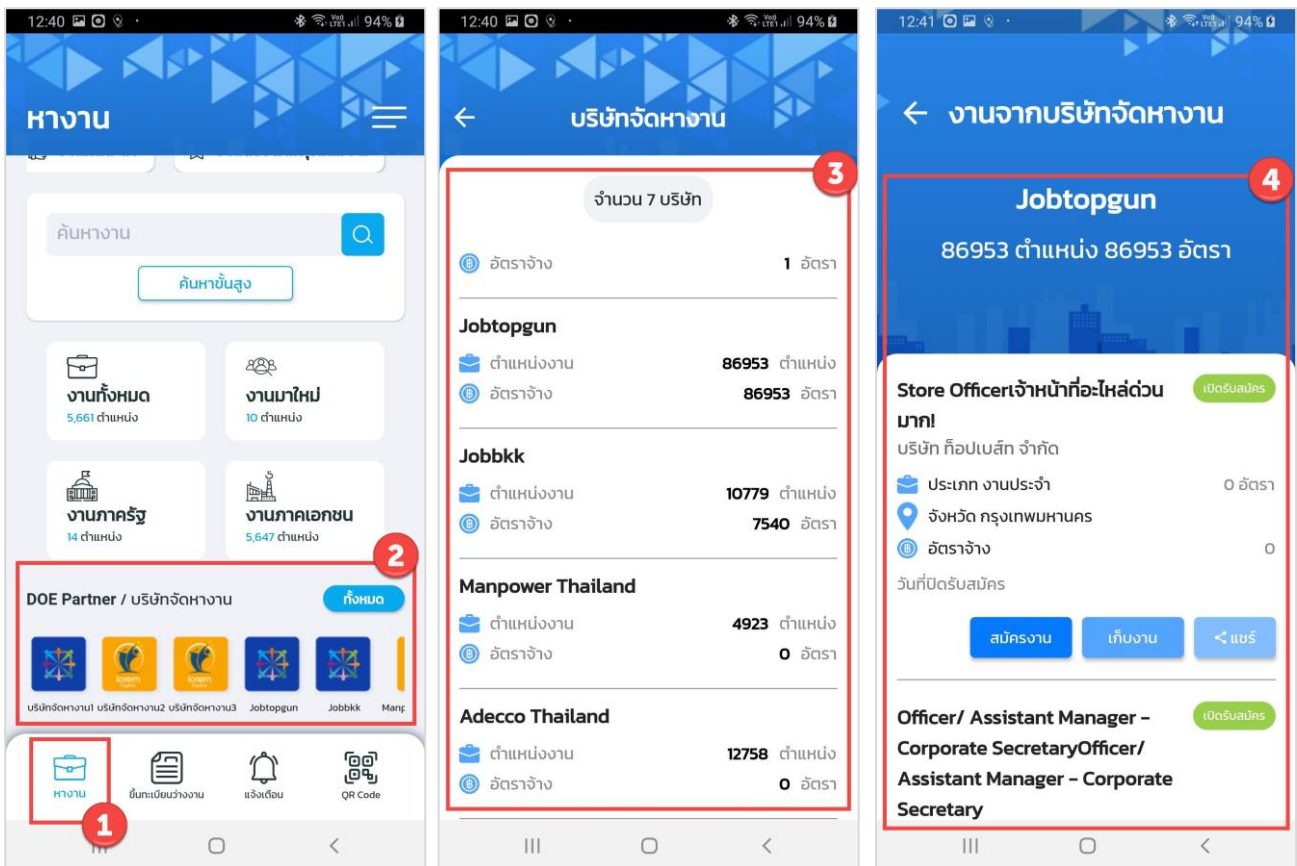 12:40
94%
หางาน
ค้นหางาน
ค้นหาขั้นสูง
งานทั้งหมด
5,661 ตำแหน่ง
งานมาใหม่
10 ตำแหน่ง
งานภาครัฐ
14 ตำแหน่ง
งานภาคเอกชน
5,647 ตำแหน่ง
2
DOE Partner / บริษัทจัดหางาน
ทั้งหมด
บริษัทจัดหางาน1 บริษัทจัดหางาน2 บริษัทจัดหางาน3 Jobtopgun Jobbkk Manp
หางาน
ขึ้นทะเบียนว่างงาน
แจ้งเตือน
QR Code
1
12:40
94%
บริษัทจัดหางาน
3
จำนวน 7 บริษัท
อัตราจ้าง 1 อัตรา
Jobtopgun
ตำแหน่งงาน 86953 ตำแหน่ง
อัตราจ้าง 86953 อัตรา
Jobbkk
ตำแหน่งงาน 10779 ตำแหน่ง
อัตราจ้าง 7540 อัตรา
Manpower Thailand
ตำแหน่งงาน 4923 ตำแหน่ง
อัตราจ้าง 0 อัตรา
Adecco Thailand
ตำแหน่งงาน 12758 ตำแหน่ง
อัตราจ้าง 0 อัตรา
12:41
94%
งานจากบริษัทจัดหางาน
4
Jobtopgun
86953 ตำแหน่ง 86953 อัตรา
Store Officerเจ้าหน้าที่อะไหล่ด่วน
มาก!
เปิดรับสมัคร
บริษัท ท็อปเบส์ท จำกัด
ประเภท งานประจำ 0 อัตรา
จังหวัด กรุงเทพมหานคร
อัตราจ้าง 0
วันที่ปิดรับสมัคร
สมัครงาน
เก็บงาน
แชร์
Officer/ Assistant Manager –
เปิดรับสมัคร
Corporate SecretaryOfficer/
Assistant Manager – Corporate
Secretary